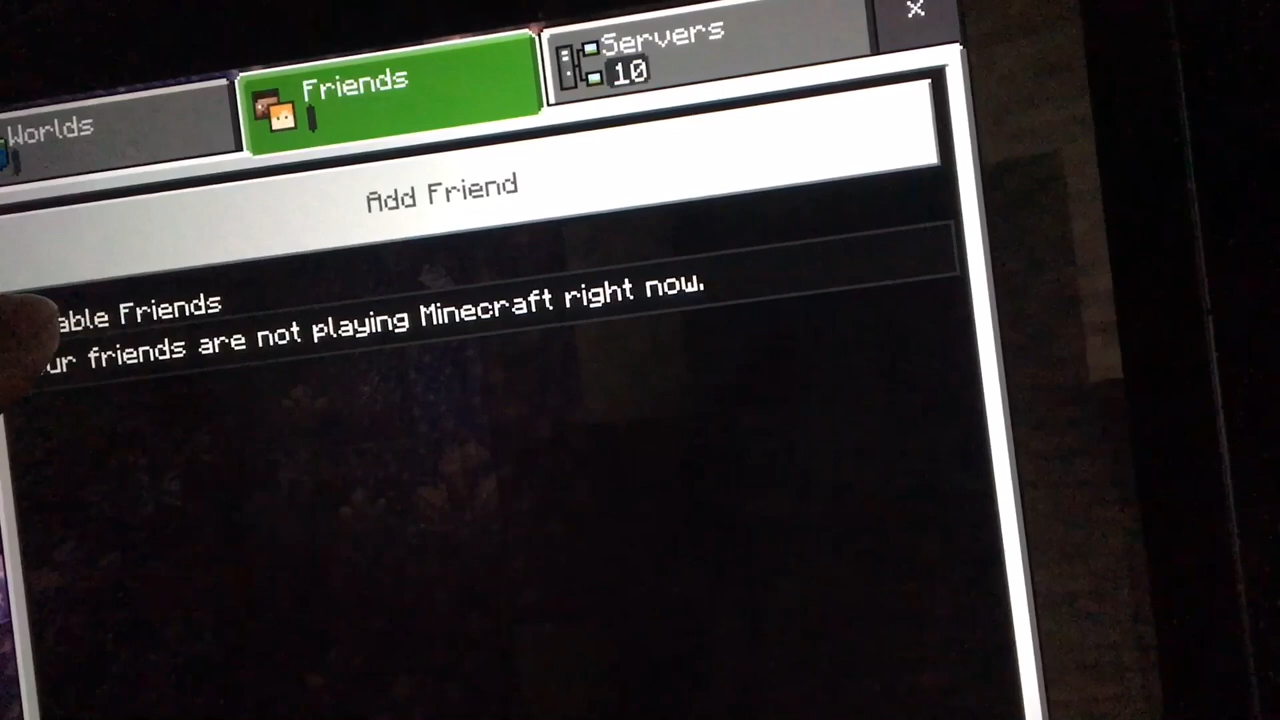 Worlds
Friends
Servers
10
X
Add Friend
able Friends
ur friends are not playing Minecraft right now.